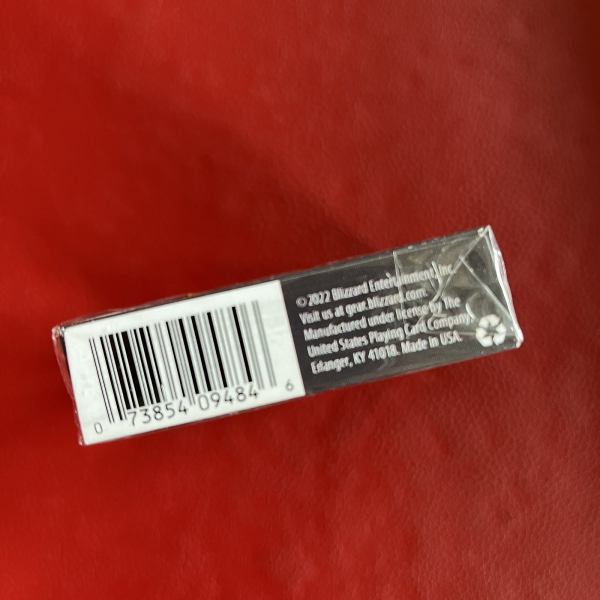 0 73854 09484 6
©2022 Blizzard Entertainment, Inc.
Visit us at gear.blizzard.com.
Manufactured under license by The
United States Playing Card Company,
Erlanger, KY 41018. Made in USA.